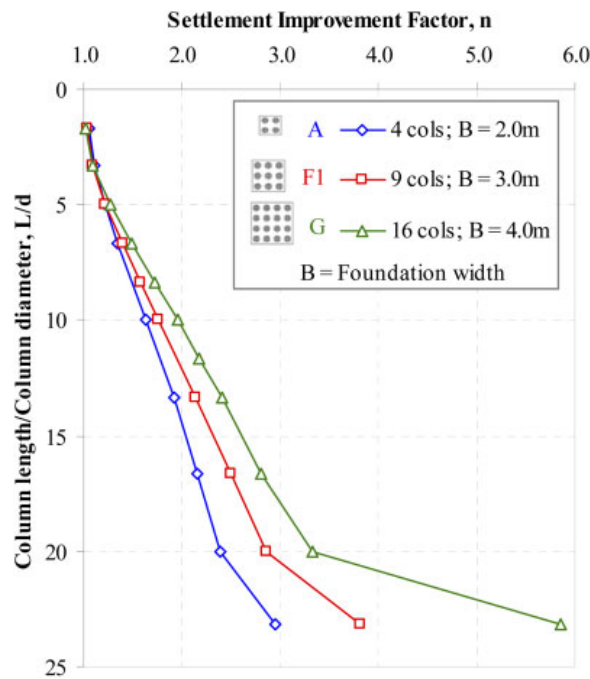 Settlement Improvement Factor, n
1.0 2.0 3.0 4.0 5.0 6.0
0
5
10
15
20
25
Column length/Column diameter, L/d
A 4 cols; B = 2.0m
F1 9 cols; B = 3.0m
G 16 cols; B = 4.0m
B = Foundation width